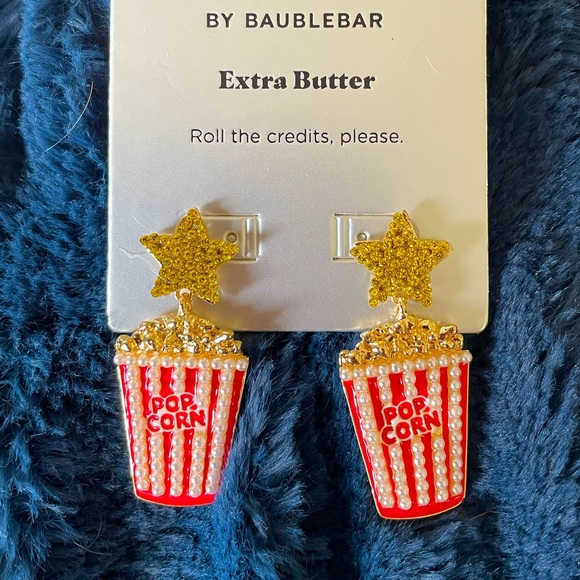 BY BAUBLEBAR
Extra Butter
Roll the credits, please.
POP
CORN
POP
CORN